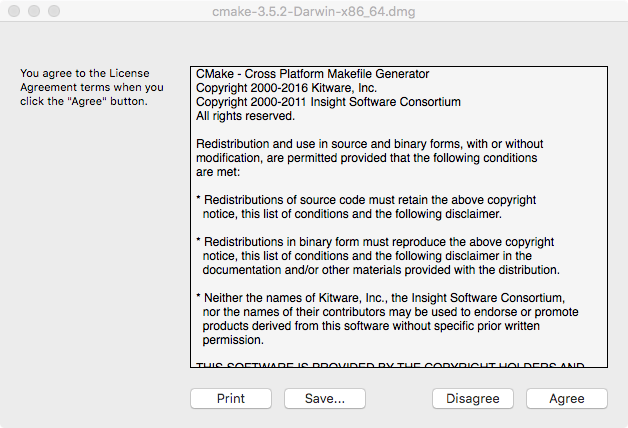 cmake-3.5.2-Darwin-x86_64.dmg
You agree to the License
Agreement terms when you
click the "Agree" button.
CMake - Cross Platform Makefile Generator
Copyright 2000-2016 Kitware, Inc.
Copyright 2000-2011 Insight Software Consortium
All rights reserved.
Redistribution and use in source and binary forms, with or without
modification, are permitted provided that the following conditions
are met:
* Redistributions of source code must retain the above copyright
notice, this list of conditions and the following disclaimer.
* Redistributions in binary form must reproduce the above copyright
notice, this list of conditions and the following disclaimer in the
documentation and/or other materials provided with the distribution.
* Neither the names of Kitware, Inc., the Insight Software Consortium,
nor the names of their contributors may be used to endorse or promote
products derived from this software without specific prior written
permission.
THIS SOFTWARE IS PROVIDED BY THE COPYRIGHT HOLDERS AND
Print
Save...
Disagree
Agree